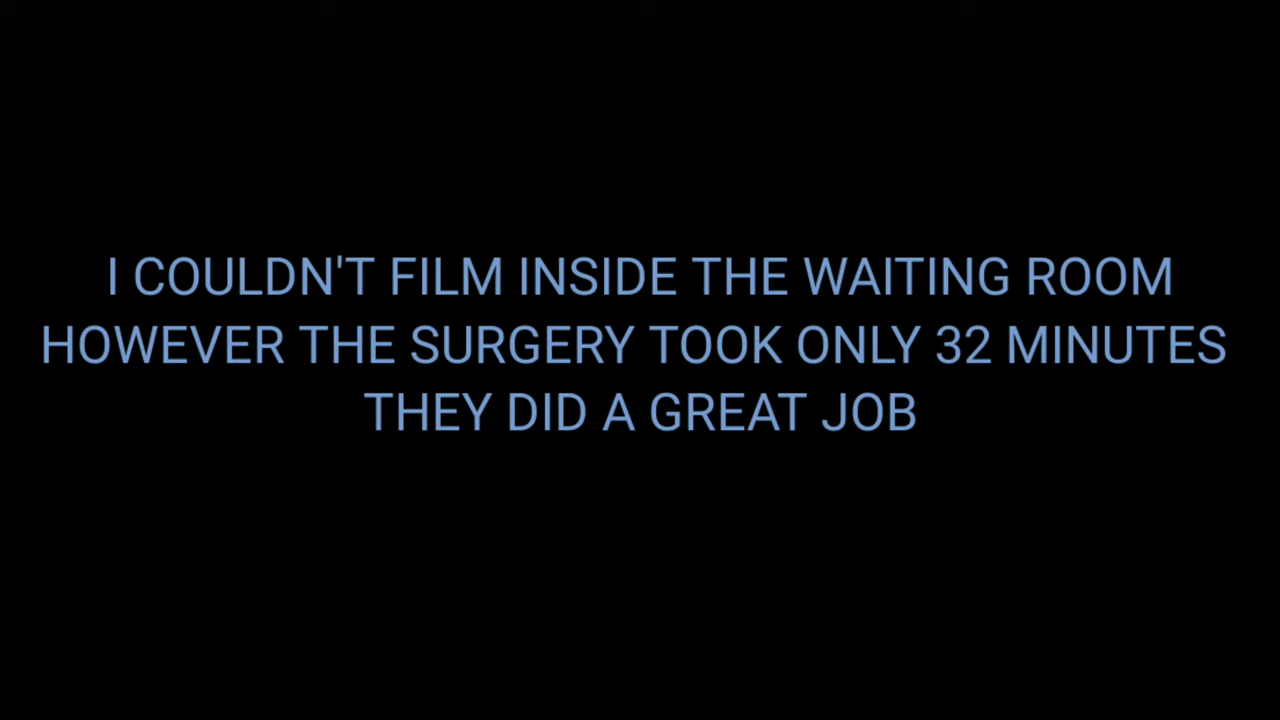 I COULDN'T FILM INSIDE THE WAITING ROOM
HOWEVER THE SURGERY TOOK ONLY 32 MINUTES
THEY DID A GREAT JOB